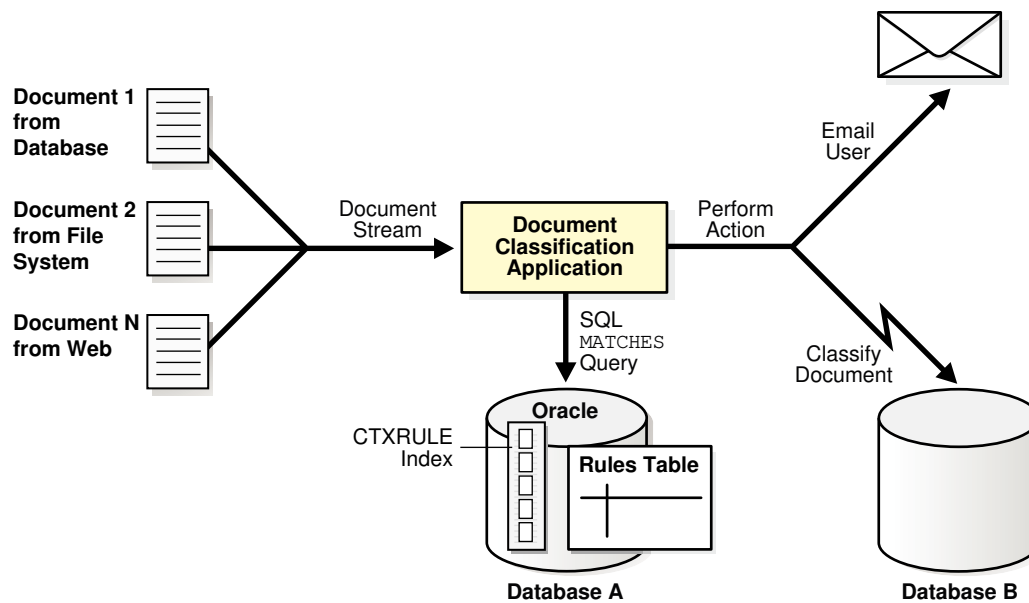 Document 1
from
Database
Document 2
from File
System
Document N
from Web
Document
Stream
Document
Classification
Application
Perform
Action
Email
User
Classify
Document
SQL
MATCHES
Query
Oracle
CTXRULE
Index
Rules Table
Database A
Database B